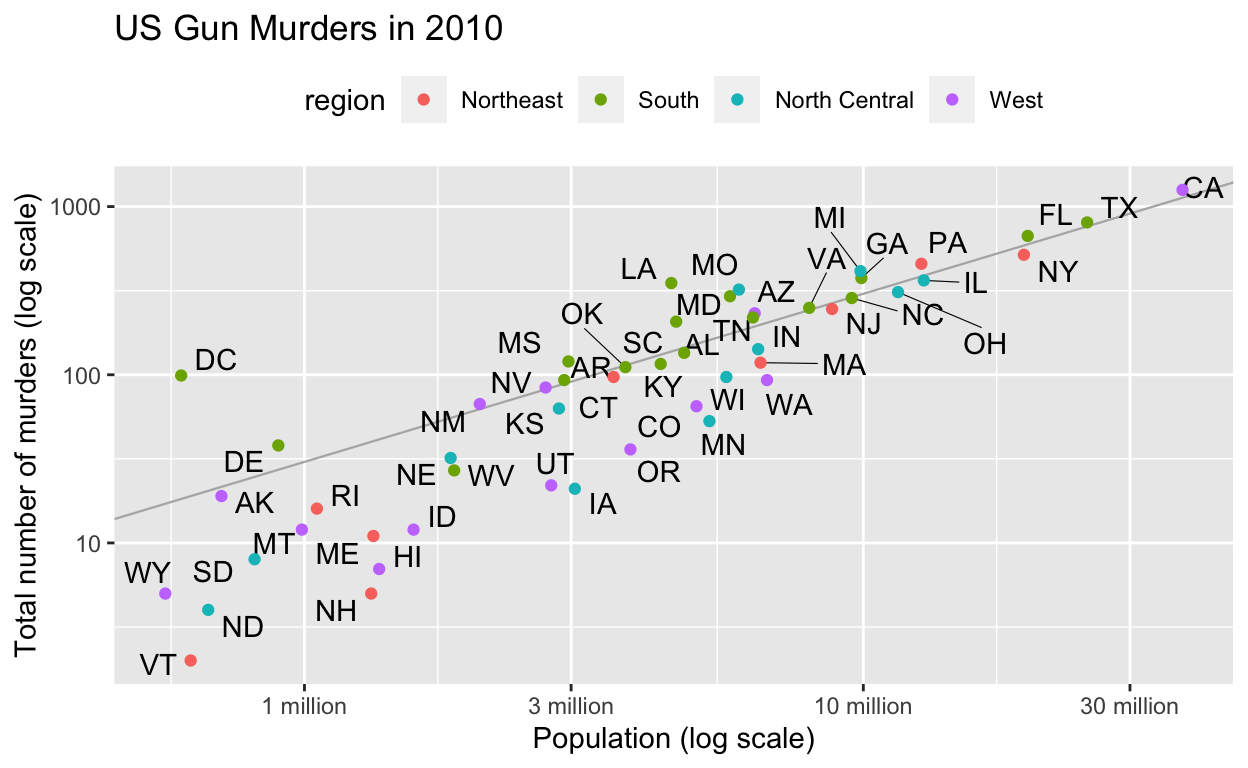 US Gun Murders in 2010
region Northeast South North Central West
Total number of murders (log scale)
1000
100
10
CA
TX
FL
MI
GA
PA
NY
VA
LA
MO
IL
AZ
MD
OK
NC
TN
NJ
IN
OH
MS
SC
AL
DC
AR
MA
NV
KY
WI
WA
NM
KS
CT
CO
MN
DE
NE
WV
UT
OR
AK
RI
IA
ID
MT
ME
HI
WY
SD
NH
ND
VT
1 million 3 million 10 million 30 million
Population (log scale)